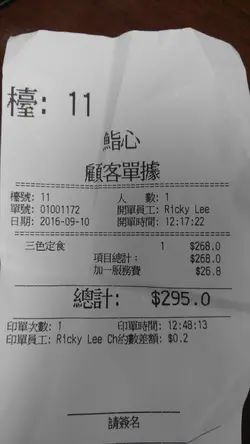 檯: 11
鮨心
顧客單據
檯號: 11 人 數: 1
單號: 01001172 開單員工: Ricky Lee
日期: 2016-09-10 開單時間: 12:17:22
三色定食 1 $268.0
項目總計: $268.0
加一服務費 $26.8
總計: $295.0
印單次數: 1 印單時間: 12:48:13
印單員工: Ricky Lee Ch約數差額: $0.2
請簽名